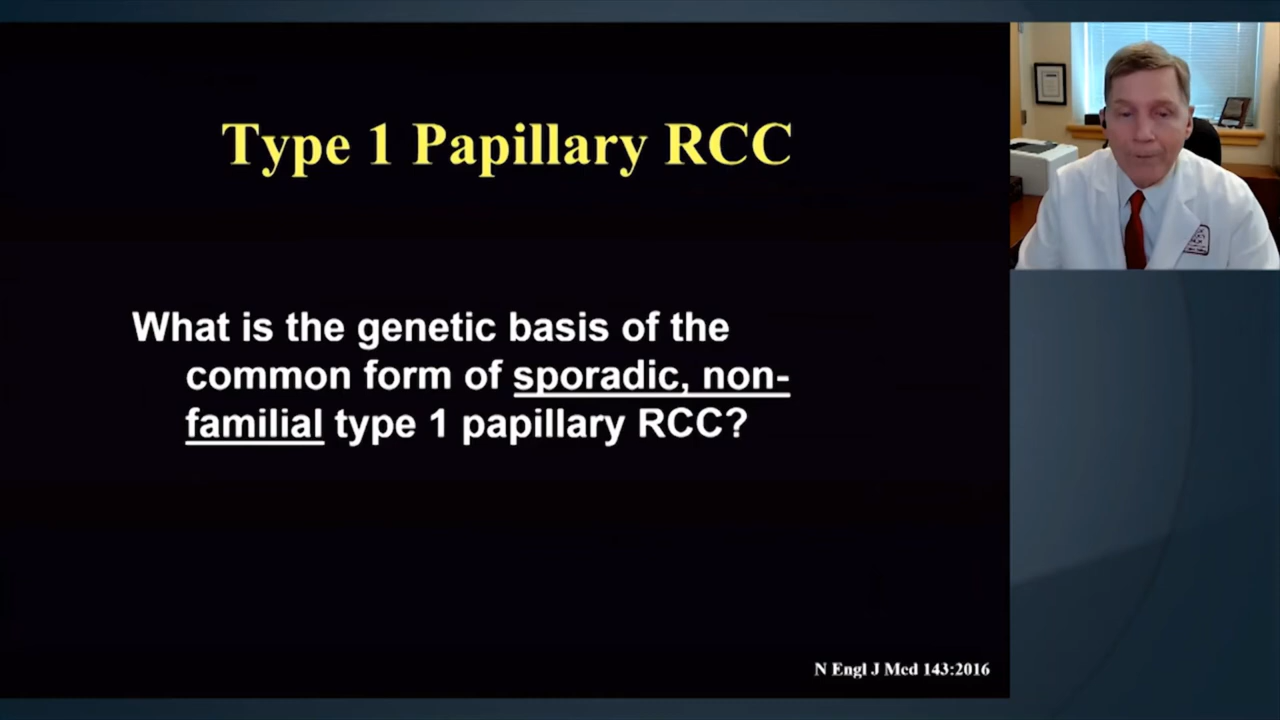 Type 1 Papillary RCC
What is the genetic basis of the
common form of sporadic, non-
familial type 1 papillary RCC?
N Engl J Med 143:2016